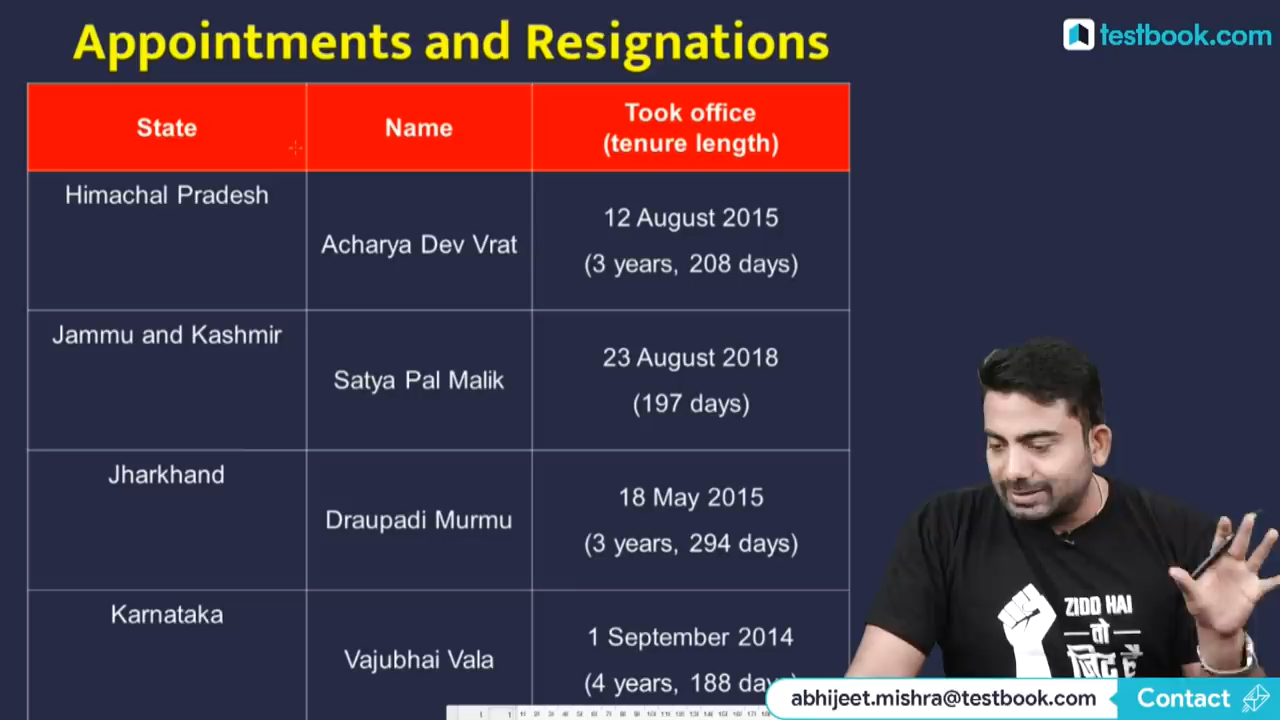 Appointments and Resignations
testbook.com
State
Name
Took office
(tenure length)
Himachal Pradesh
Acharya Dev Vrat
12 August 2015
(3 years, 208 days)
Jammu and Kashmir
Satya Pal Malik
23 August 2018
(197 days)
Jharkhand
Draupadi Murmu
18 May 2015
(3 years, 294 days)
Karnataka
Vajubhai Vala
1 September 2014
(4 years, 188
ZIDD HAI
वो
ज़िद है
abhijeet.mishra@testbook.com
Contact